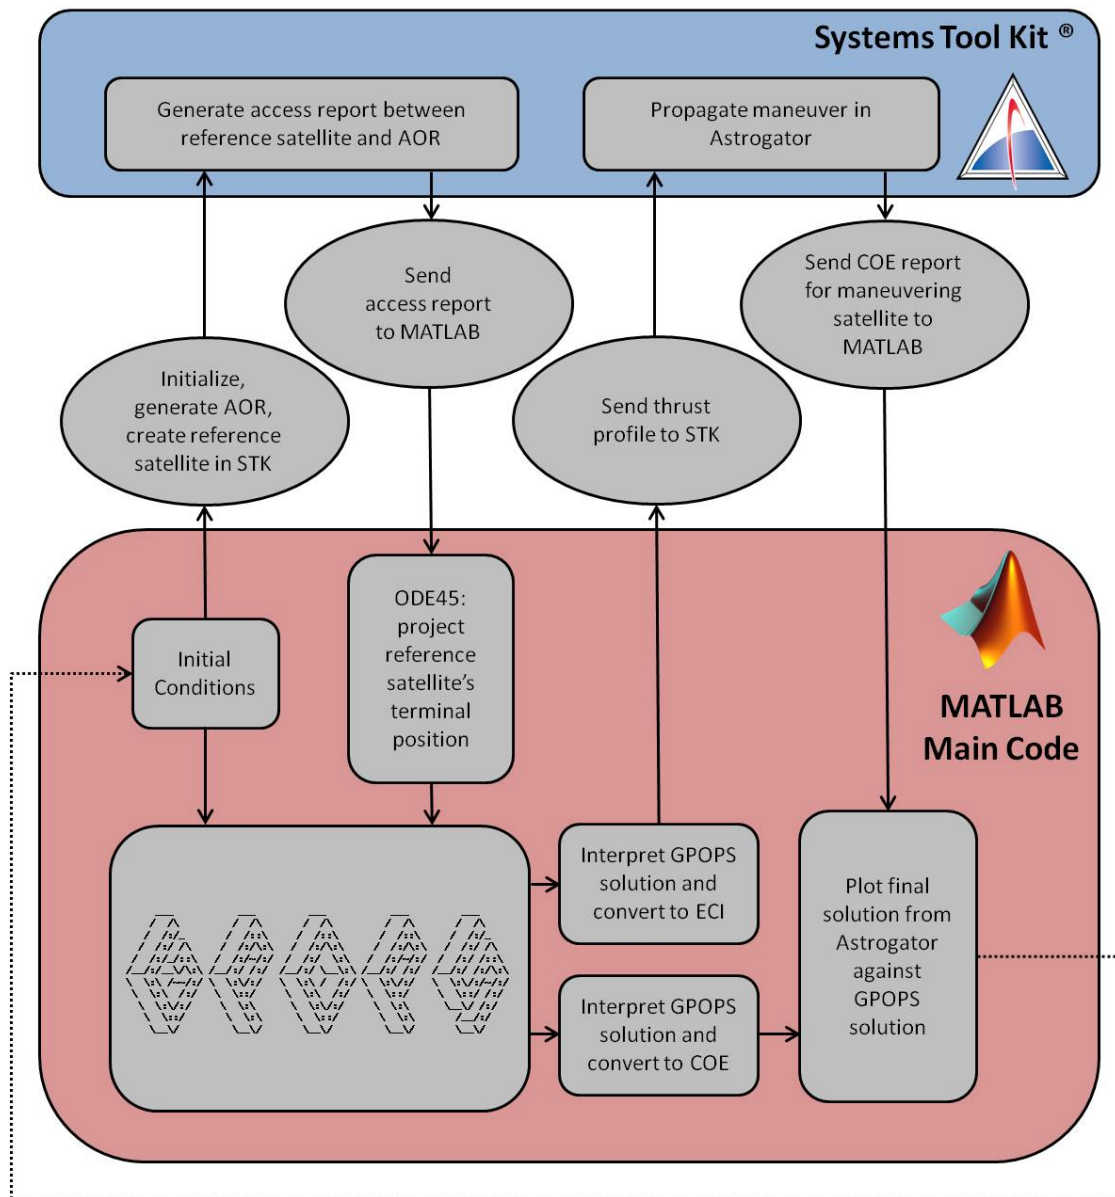 Systems Tool Kit ®
Generate access report between
reference satellite and AOR
Propagate maneuver in
Astrogator
Send
access report
to MATLAB
Send COE report
for maneuvering
satellite to
MATLAB
Initialize,
generate AOR,
create reference
satellite in STK
Send thrust
profile to STK
ODE45:
project
reference
satellite's
terminal
position
Initial
Conditions
MATLAB
Main Code
GPOPS
Interpret GPOPS
solution and
convert to ECI
Interpret GPOPS
solution and
convert to COE
Plot final
solution from
Astrogator
against
GPOPS
solution